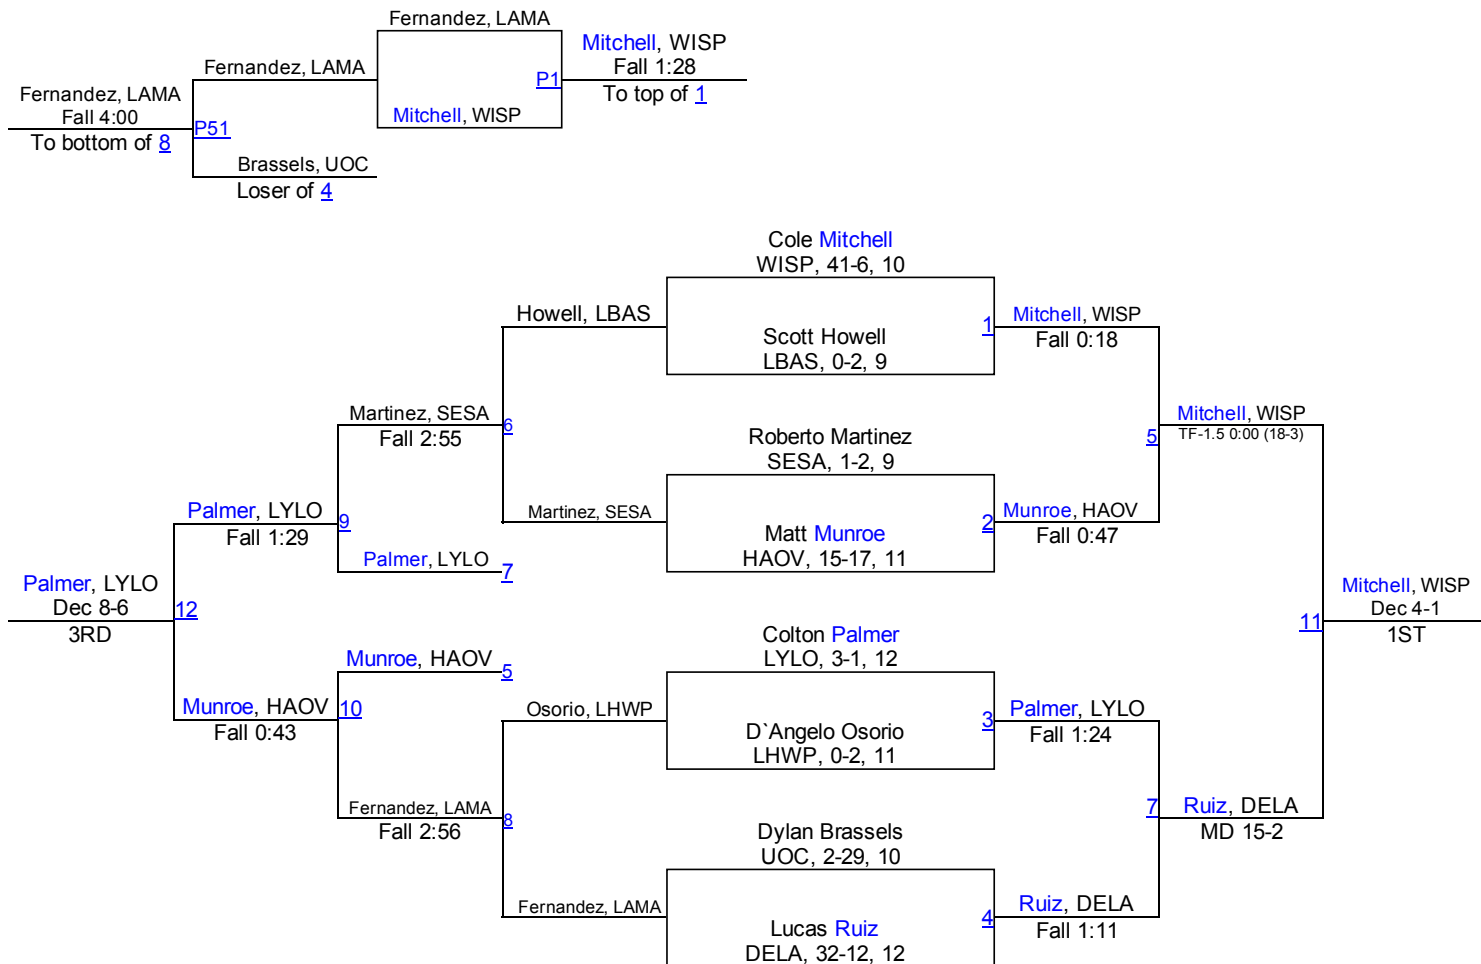 Fernandez, LAMA
Mitchell, WISP
Fall 1:28
To top of 1
P1
Fernandez, LAMA
Mitchell, WISP
Fernandez, LAMA
Fall 4:00
To bottom of 8
P51
Brassels, UOC
Loser of 4
Cole Mitchell
WISP, 41-6, 10
Howell, LBAS
Scott Howell
LBAS, 0-2, 9
1
Mitchell, WISP
Fall 0:18
Martinez, SESA
Fall 2:55
6
Roberto Martinez
SESA, 1-2, 9
5
Mitchell, WISP
TF-1.5 0:00 (18-3)
Palmer, LYLO
Fall 1:29
9
Martinez, SESA
Matt Munroe
HAOV, 15-17, 11
2
Munroe, HAOV
Fall 0:47
Palmer, LYLO
7
Palmer, LYLO
Dec 8-6
3RD
12
11
Mitchell, WISP
Dec 4-1
1ST
Munroe, HAOV
5
Colton Palmer
LYLO, 3-1, 12
Munroe, HAOV
Fall 0:43
10
Osorio, LHWP
D`Angelo Osorio
LHWP, 0-2, 11
3
Palmer, LYLO
Fall 1:24
Fernandez, LAMA
Fall 2:56
8
Dylan Brassels
UOC, 2-29, 10
7
Ruiz, DELA
MD 15-2
Fernandez, LAMA
Lucas Ruiz
DELA, 32-12, 12
4
Ruiz, DELA
Fall 1:11